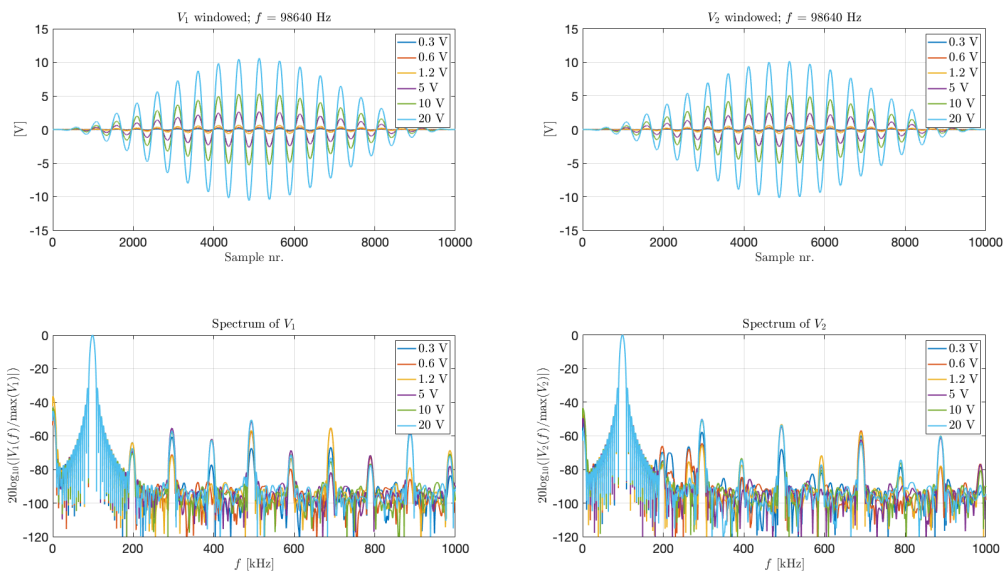 V₁ windowed; f = 98640 Hz
15
10
5
0
-5
-10
-15
[V]
0 2000 4000 6000 8000 10000
Sample nr.
0.3 V
0.6 V
1.2 V
5 V
10 V
20 V
V₂ windowed; f = 98640 Hz
15
10
5
0
-5
-10
-15
[V]
0 2000 4000 6000 8000 10000
Sample nr.
0.3 V
0.6 V
1.2 V
5 V
10 V
20 V
Spectrum of V₁
0
-20
-40
-60
-80
-100
-120
20log₁₀(|V₁(f)/max(V₁)|)
0 200 400 600 800 1000
f [kHz]
0.3 V
0.6 V
1.2 V
5 V
10 V
20 V
Spectrum of V₂
0
-20
-40
-60
-80
-100
-120
20log₁₀(|V₂(f)/max(V₂)|)
0 200 400 600 800 1000
f [kHz]
0.3 V
0.6 V
1.2 V
5 V
10 V
20 V